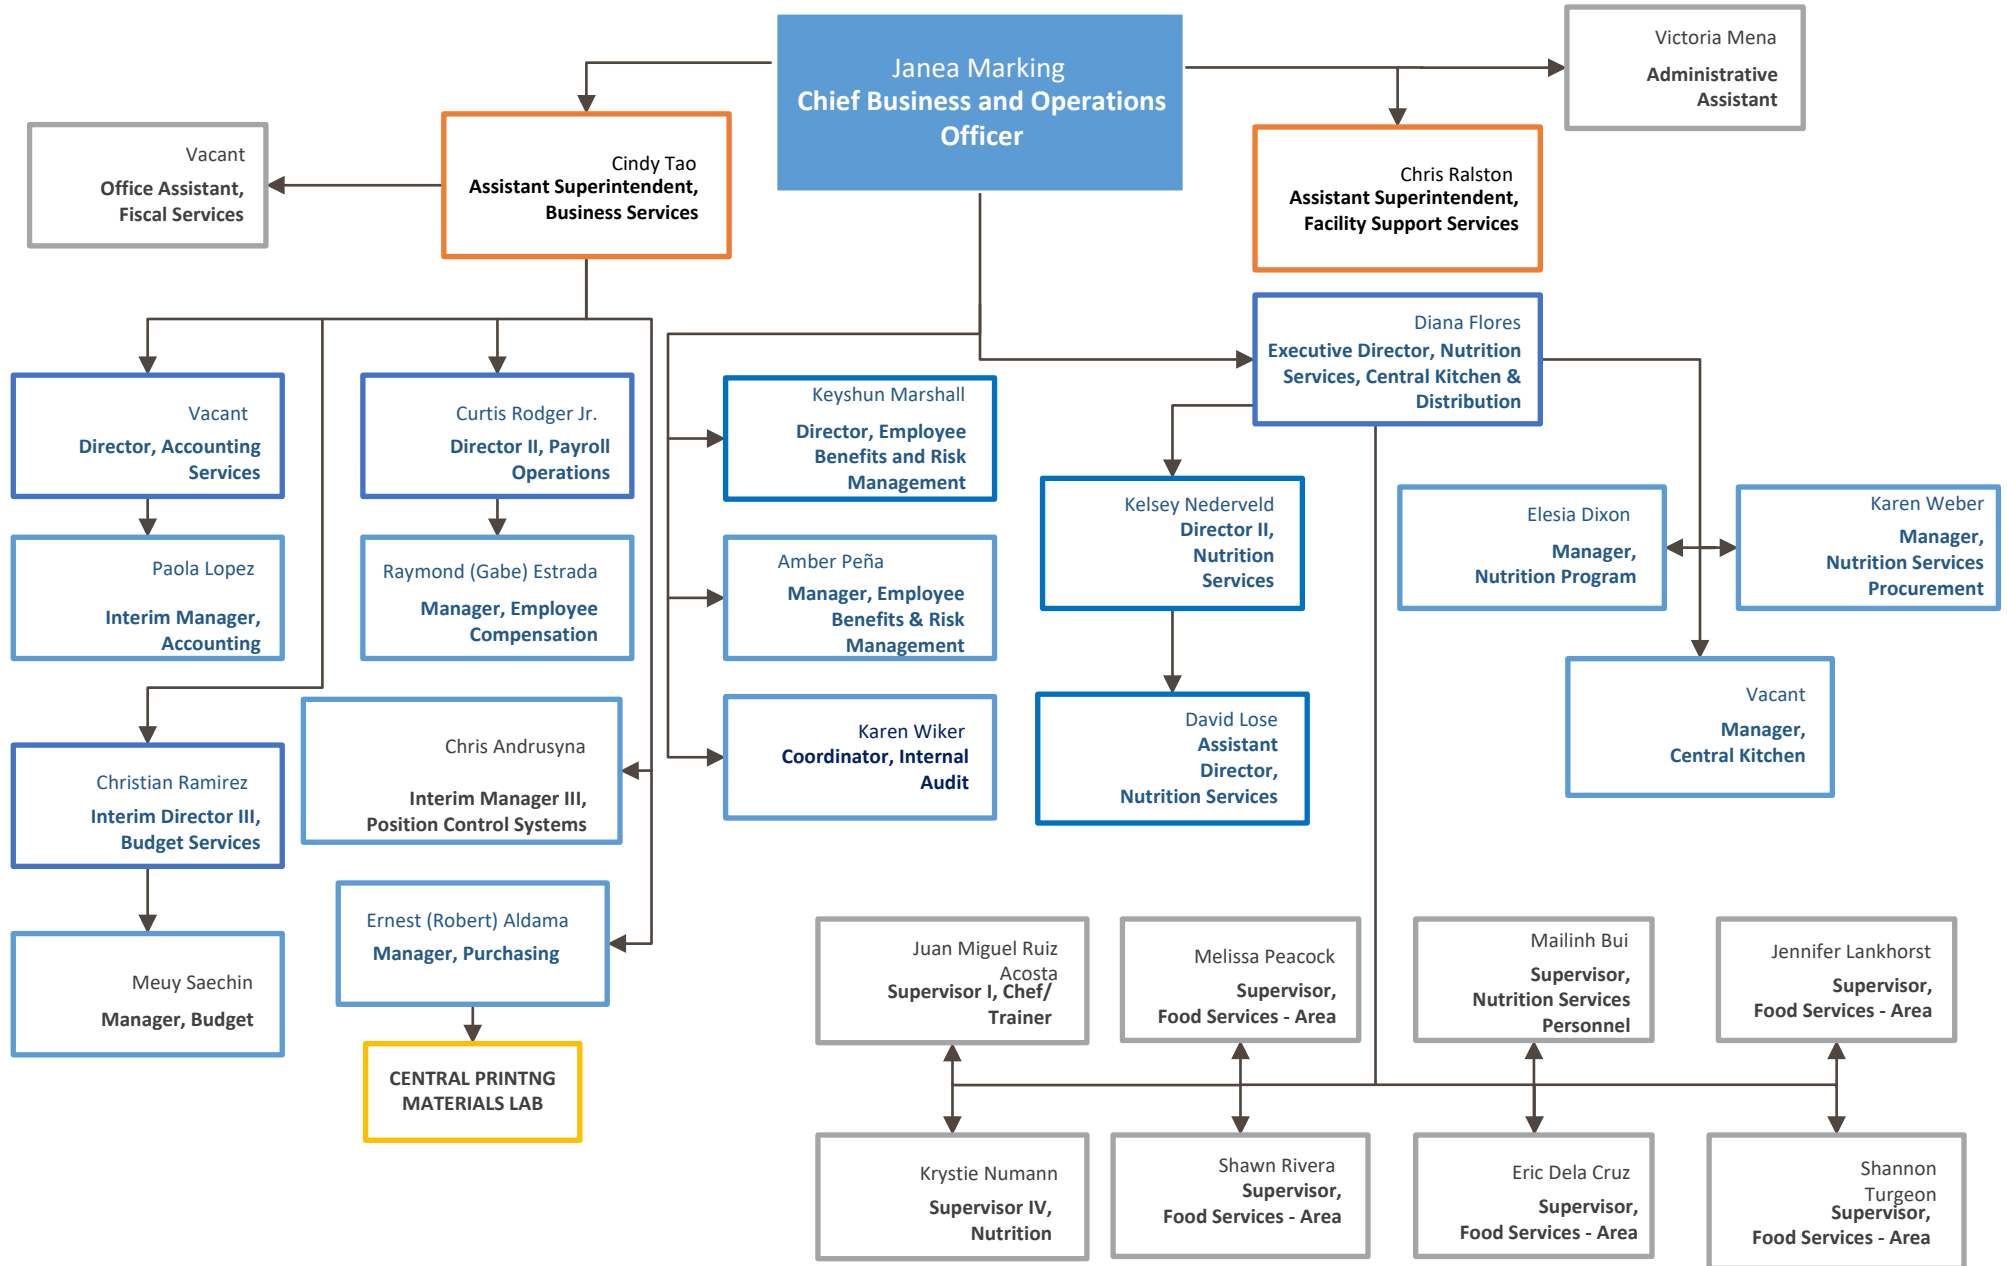 Janea Marking
Chief Business and Operations
Officer
Victoria Mena
Administrative
Assistant
Vacant
Office Assistant,
Fiscal Services
Cindy Tao
Assistant Superintendent,
Business Services
Chris Ralston
Assistant Superintendent,
Facility Support Services
Diana Flores
Executive Director, Nutrition
Services, Central Kitchen &
Distribution
Vacant
Director, Accounting
Services
Curtis Rodger Jr.
Director II, Payroll
Operations
Keyshun Marshall
Director, Employee
Benefits and Risk
Management
Kelsey Nederveld
Director II,
Nutrition
Services
Elesia Dixon
Manager,
Nutrition Program
Karen Weber
Manager,
Nutrition Services
Procurement
Paola Lopez
Interim Manager,
Accounting
Raymond (Gabe) Estrada
Manager, Employee
Compensation
Amber Peña
Manager, Employee
Benefits & Risk
Management
Chris Andrusyna
Interim Manager III,
Position Control Systems
Karen Wiker
Coordinator, Internal
Audit
David Lose
Assistant
Director,
Nutrition Services
Vacant
Manager,
Central Kitchen
Christian Ramirez
Interim Director III,
Budget Services
Ernest (Robert) Aldama
Manager, Purchasing
Meuy Saechin
Manager, Budget
CENTRAL PRINTNG
MATERIALS LAB
Juan Miguel Ruiz
Acosta
Supervisor I, Chef/
Trainer
Melissa Peacock
Supervisor,
Food Services - Area
Mailinh Bui
Supervisor,
Nutrition Services
Personnel
Jennifer Lankhorst
Supervisor,
Food Services - Area
Krystie Numann
Supervisor IV,
Nutrition
Shawn Rivera
Supervisor,
Food Services - Area
Eric Dela Cruz
Supervisor,
Food Services - Area
Shannon
Turgeon
Supervisor,
Food Services - Area